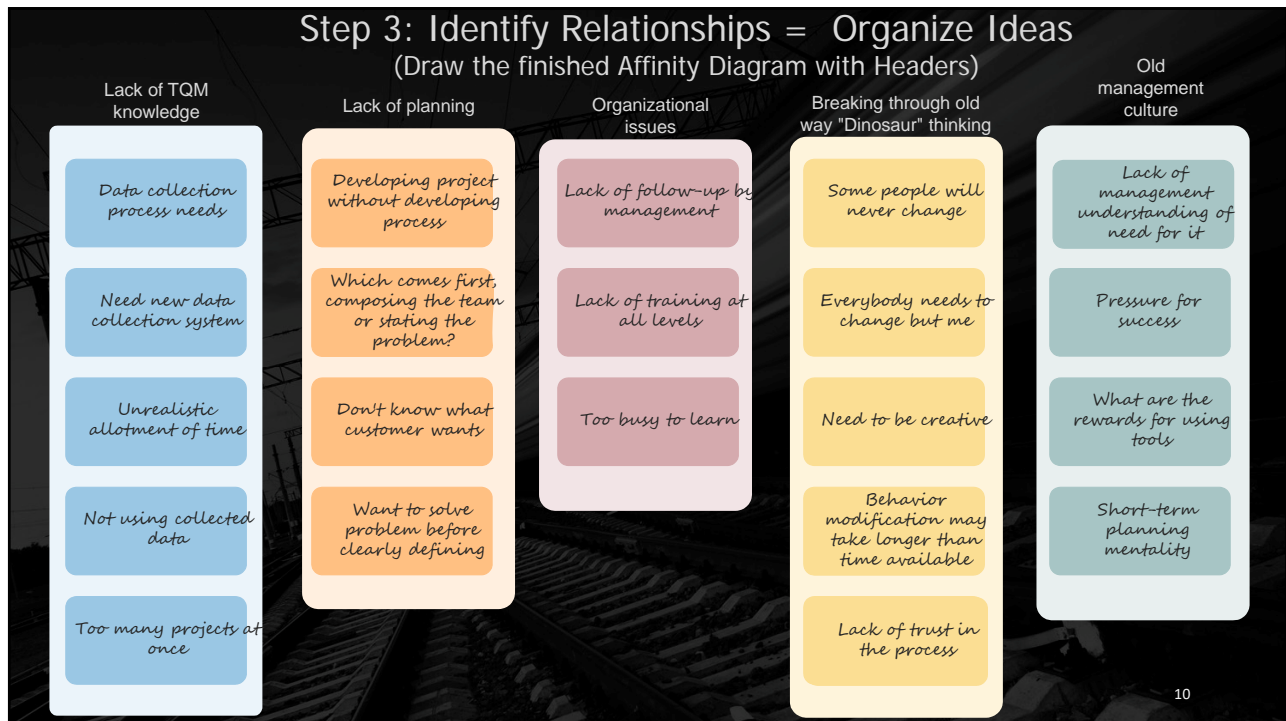 Step 3: Identify Relationships = Organize Ideas
(Draw the finished Affinity Diagram with Headers)
Lack of TQM
knowledge
Data collection
process needs
Need new data
collection system
Unrealistic
allotment of time
Not using collected
data
Too many projects at
once
Lack of planning
Developing project
without developing
process
Which comes first,
composing the team
or stating the
problem?
Don't know what
customer wants
Want to solve
problem before
clearly defining
Organizational
issues
Lack of follow-up by
management
Lack of training at
all levels
Too busy to learn
Breaking through old
way "Dinosaur" thinking
Some people will
never change
Everybody needs to
change but me
Need to be creative
Behavior
modification may
take longer than
time available
Lack of trust in
the process
Old
management
culture
Lack of
management
understanding of
need for it
Pressure for
success
What are the
rewards for using
tools
Short-term
planning
mentality
10